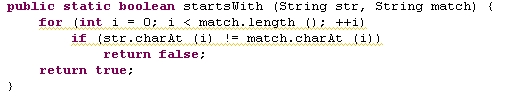 public static boolean startsWith (String str, String match) {
    for (int i = 0; i < match.length (); ++i)
        if (str.charAt (i) != match.charAt (i))
            return false;
    return true;
}